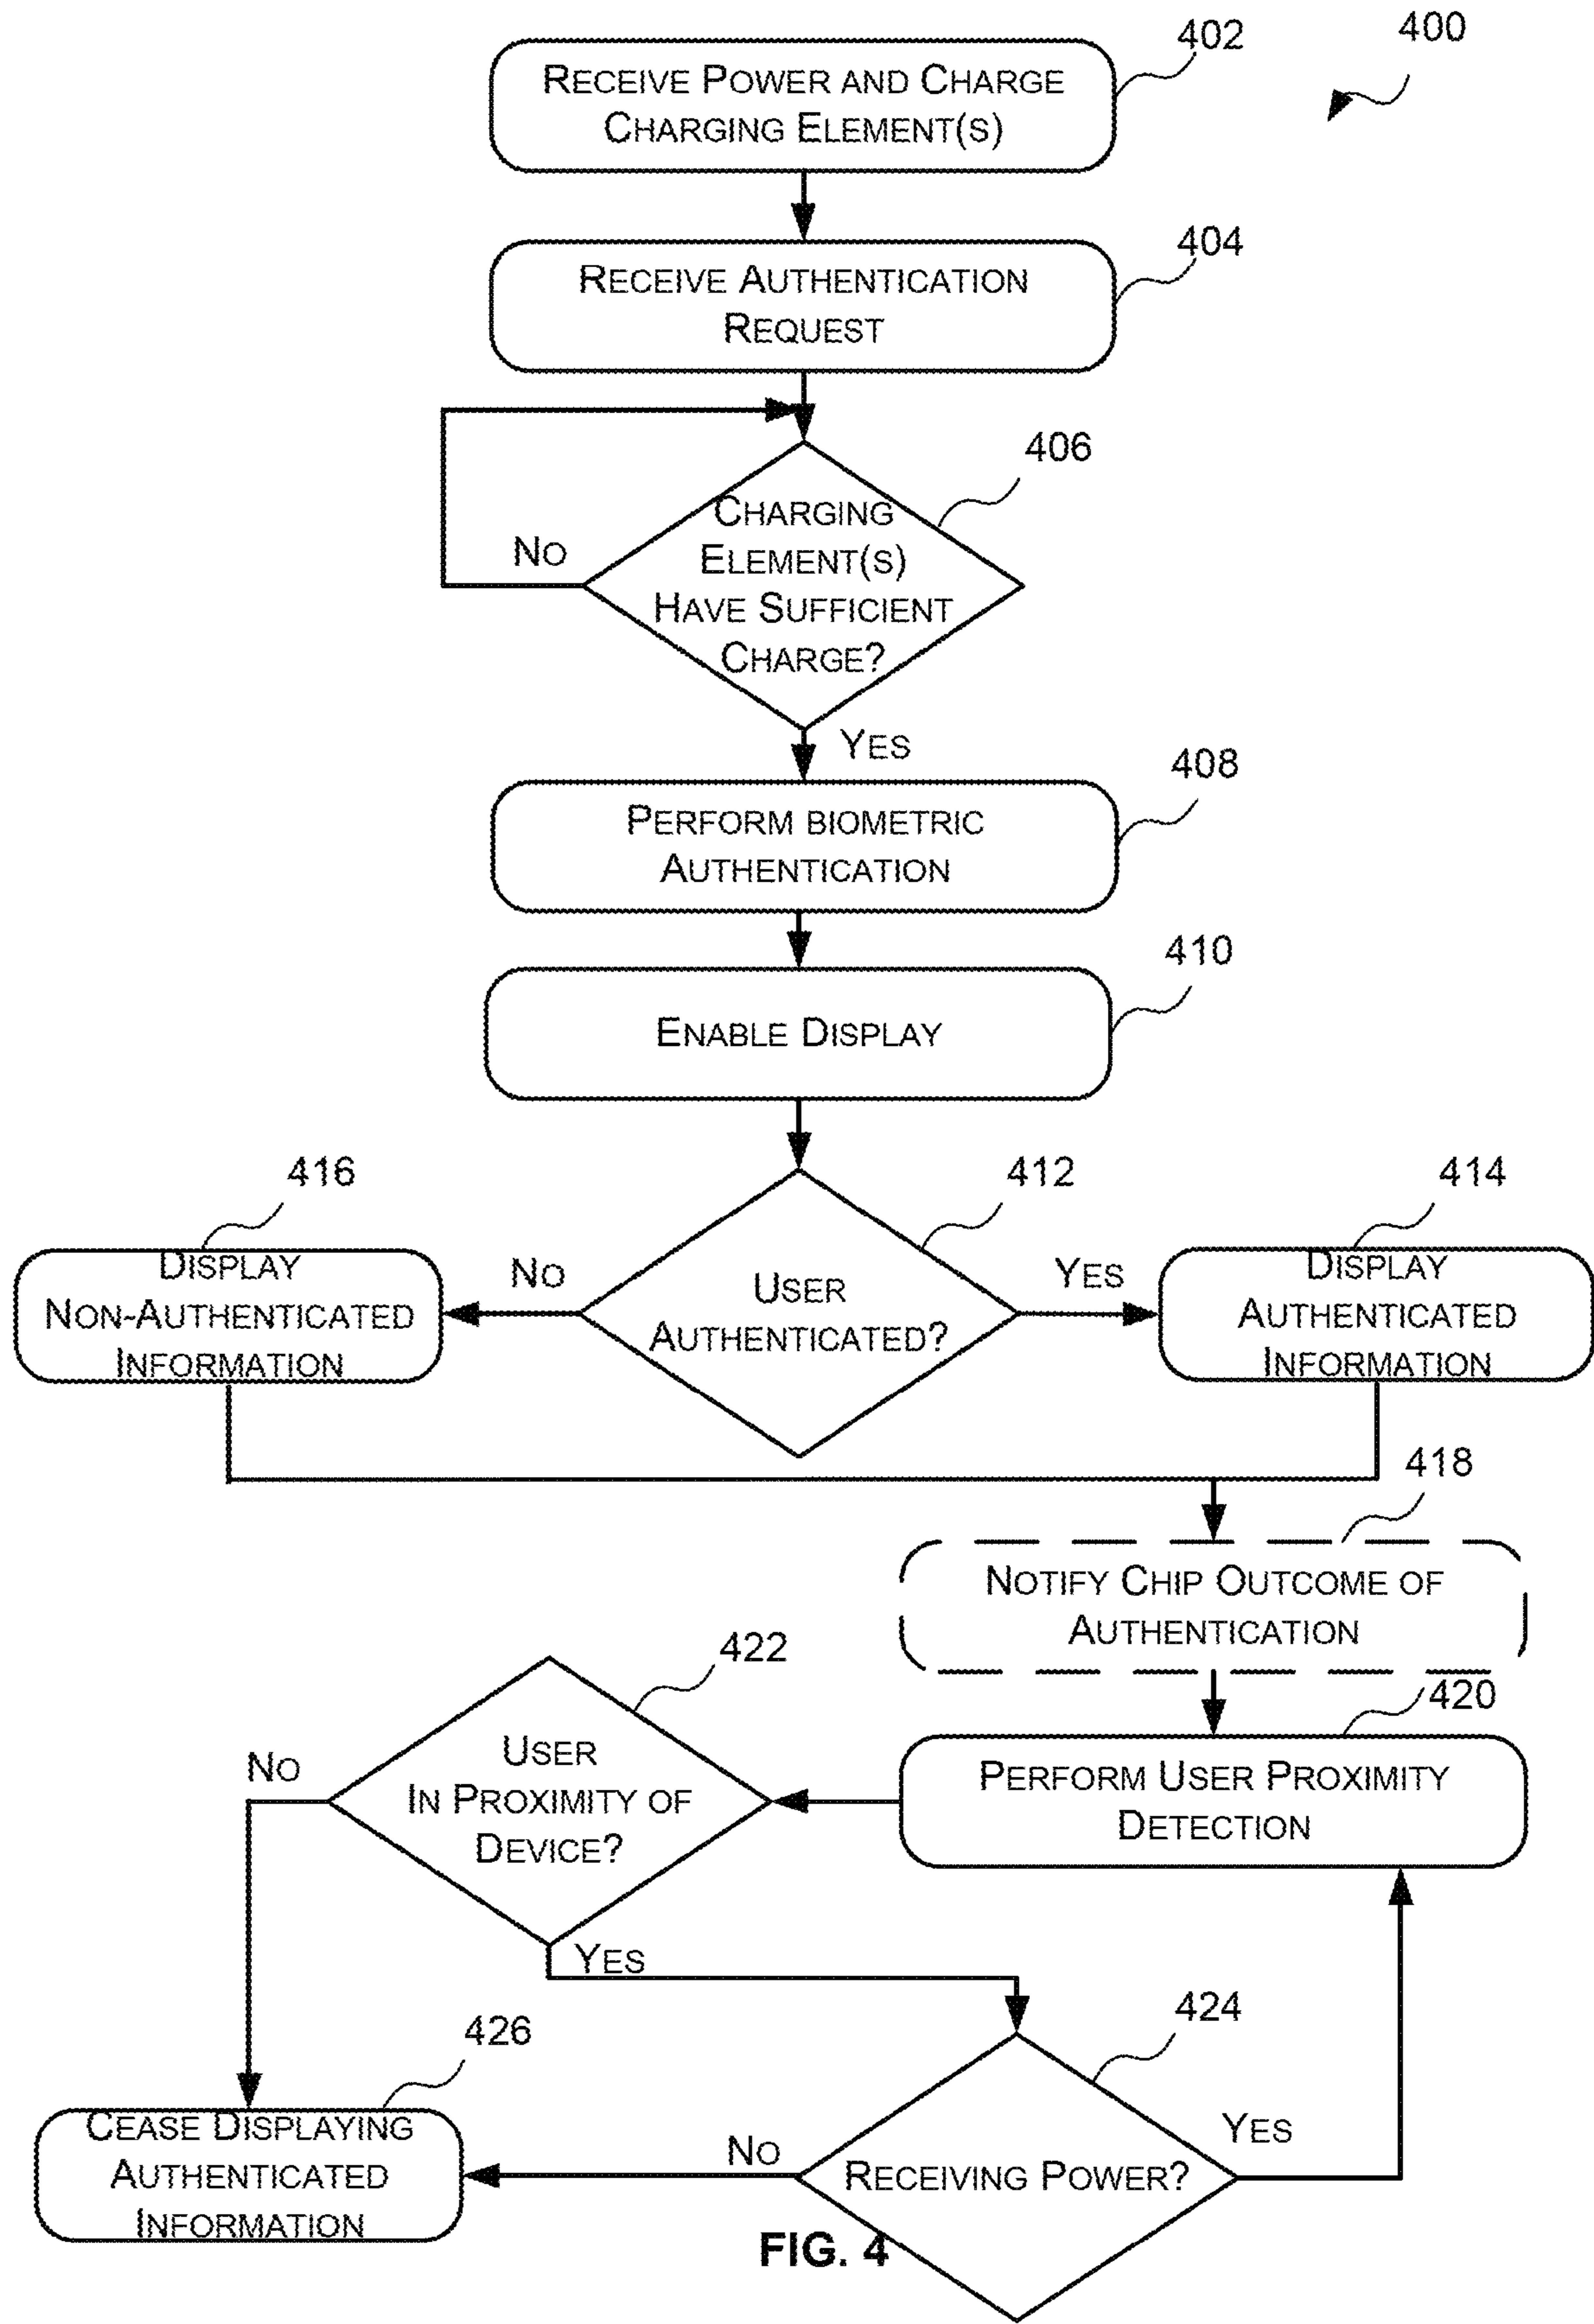 402
400
RECEIVE POWER AND CHARGE
CHARGING ELEMENT(S)
404
RECEIVE AUTHENTICATION
REQUEST
406
CHARGING
ELEMENT(S)
HAVE SUFFICIENT
CHARGE?
NO
YES
408
PERFORM BIOMETRIC
AUTHENTICATION
410
ENABLE DISPLAY
416
412
414
DISPLAY
NON-AUTHENTICATED
INFORMATION
NO
USER
AUTHENTICATED?
YES
DISPLAY
AUTHENTICATED
INFORMATION
418
NOTIFY CHIP OUTCOME OF
AUTHENTICATION
422
420
NO
USER
IN PROXIMITY OF
DEVICE?
PERFORM USER PROXIMITY
DETECTION
YES
426
424
CEASE DISPLAYING
AUTHENTICATED
INFORMATION
NO
RECEIVING POWER?
YES
FIG. 4